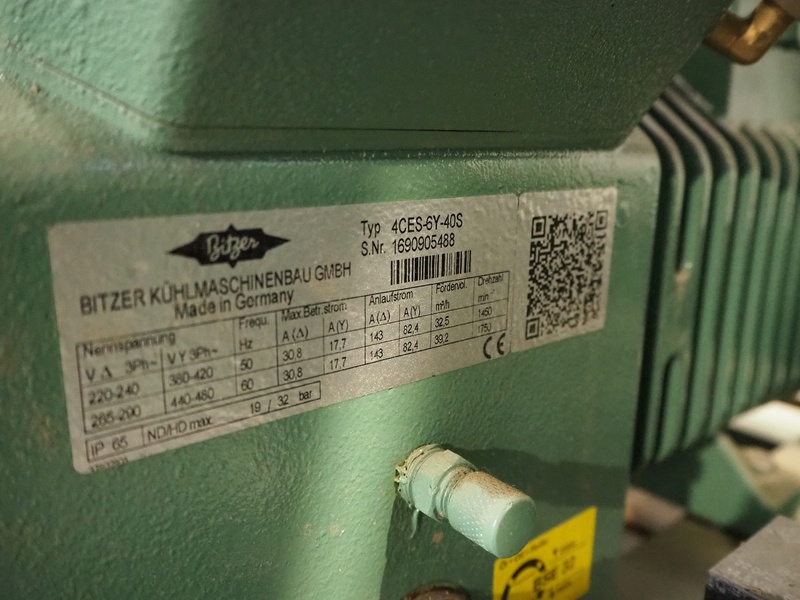 Bitzer
Typ 4CES-6Y-40S
S.Nr. 1690905488
BITZER KÜHLMASCHINENBAU GMBH
Made in Germany
Nennspannung Frequ. Max.Betr.strom Anlaufstrom Fördervol. Drehzahl
V Δ 3Ph~ V Y 3Ph~ Hz A (Δ) A (Y) A (Δ) A (Y) m³/h min⁻¹
220-240 380-420 50 30.8 17.7 143 82,4 32,5 1450
265-290 440-480 60 30.8 17.7 143 82,4 39,2 1750
IP 65 ND/HD max. 19 / 32 bar
CE
BSE 32